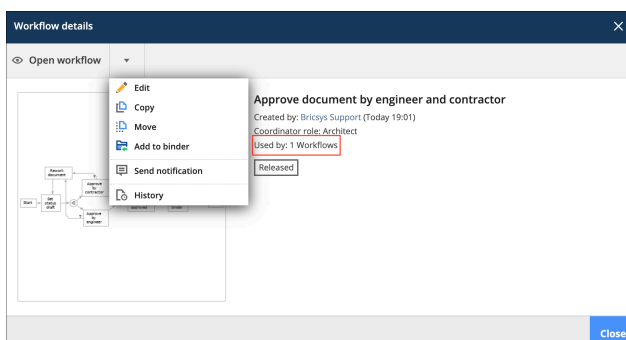 Workflow details
Open workflow
Edit
Copy
Move
Add to binder
Send notification
History
Approve document by engineer and contractor
Created by: Bricsys Support (Today 19:01)
Coordinator role: Architect
Used by: 1 Workflows
Released
Rework
document
Approve
by
contractor
Start
Set
status
draft
Approve
by
engineer
approved
binder
Close